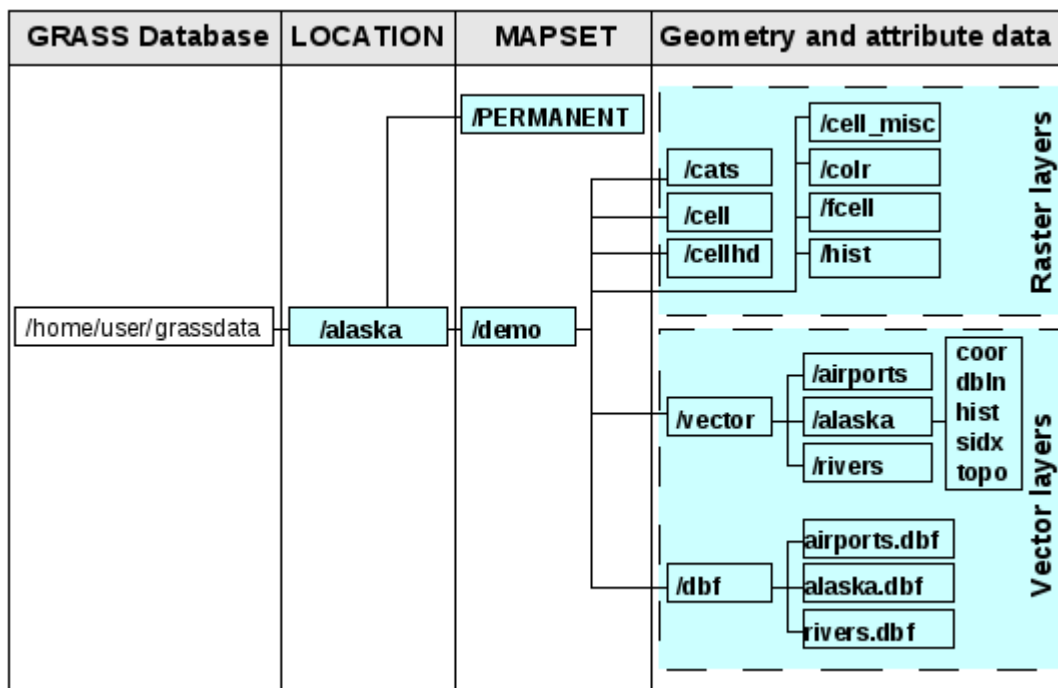 GRASS Database
LOCATION
MAPSET
Geometry and attribute data
/home/user/grassdata
/alaska
/PERMANENT
/demo
/cats
/cell
/cellhd
/cell_misc
/colr
/fcell
/hist
Raster layers
/vector
/airports
/alaska
/rivers
coor
dbln
hist
sidx
topo
/dbf
airports.dbf
alaska.dbf
rivers.dbf
Vector layers